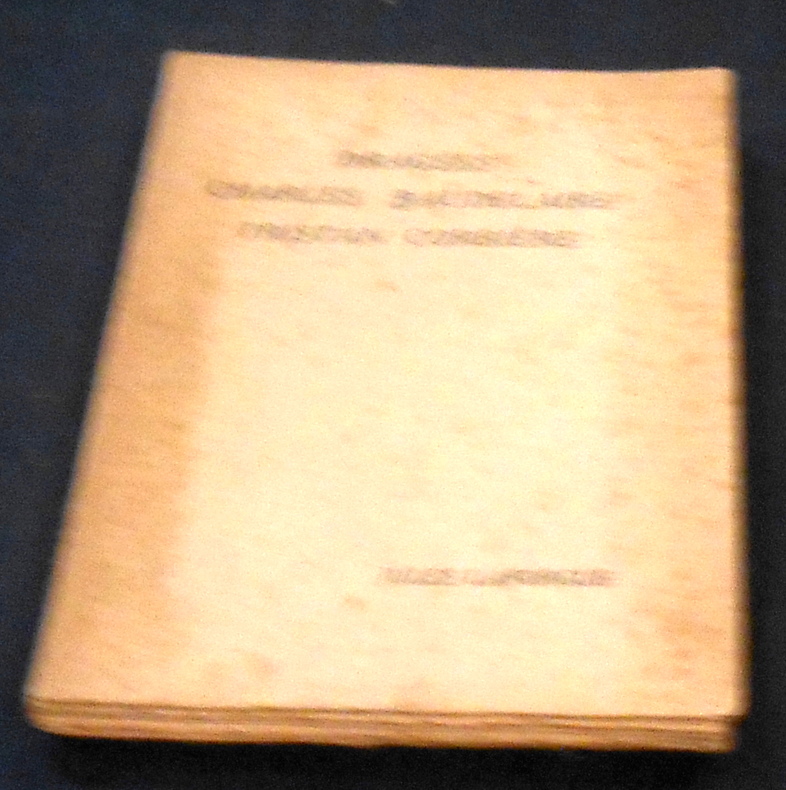 CHARLES BAUDELAIRE
TRISTAN CORBIÈRE
JULES LAFORGUE